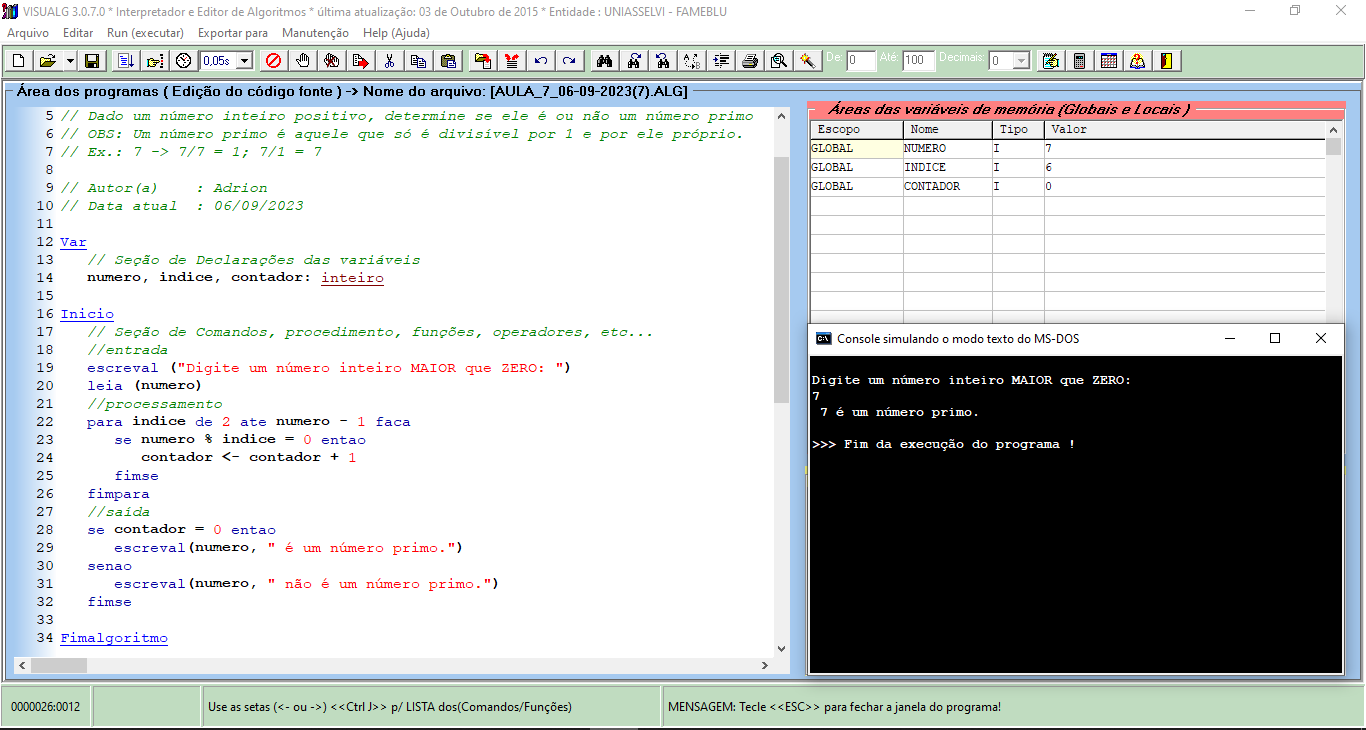 VISUALG 3.0.7.0 * Interpretador e Editor de Algoritmos * última atualização: 03 de Outubro de 2015 * Entidade : UNIASSELVI - FAMEBLU
Arquivo Editar Run (executar) Exportar para Manutenção Help (Ajuda)
0,05s De: 0 Até: 100 Decimais: 0
Área dos programas ( Edição do código fonte ) -> Nome do arquivo: [AULA_7_06-09-2023(7).ALG]
5 // Dado um número inteiro positivo, determine se ele é ou não um número primo
6 // OBS: Um número primo é aquele que só é divisível por 1 e por ele próprio.
7 // Ex.: 7 -> 7/7 = 1; 7/1 = 7
8
9 // Autor(a) : Adrion
10 // Data atual : 06/09/2023
11
12 Var
13 // Seção de Declarações das variáveis
14 numero, indice, contador: inteiro
15
16 Inicio
17 // Seção de Comandos, procedimento, funções, operadores, etc...
18 //entrada
19 escreval ("Digite um número inteiro MAIOR que ZERO: ")
20 leia (numero)
21 //processamento
22 para indice de 2 ate numero - 1 faca
23 se numero % indice = 0 entao
24 contador <- contador + 1
25 fimse
26 fimpara
27 //saída
28 se contador = 0 entao
29 escreval(numero, " é um número primo.")
30 senao
31 escreval(numero, " não é um número primo.")
32 fimse
33
34 Fimalgoritmo
Áreas das variáveis de memória (Globais e Locais )
Escopo Nome Tipo Valor
GLOBAL NUMERO I 7
GLOBAL INDICE I 6
GLOBAL CONTADOR I 0
Console simulando o modo texto do MS-DOS
Digite um número inteiro MAIOR que ZERO:
7
7 é um número primo.
>>> Fim da execução do programa !
0000026:0012
Use as setas (<- ou ->) <<Ctrl J>> p/ LISTA dos(Comandos/Funções)
MENSAGEM: Tecle <<ESC>> para fechar a janela do programa!